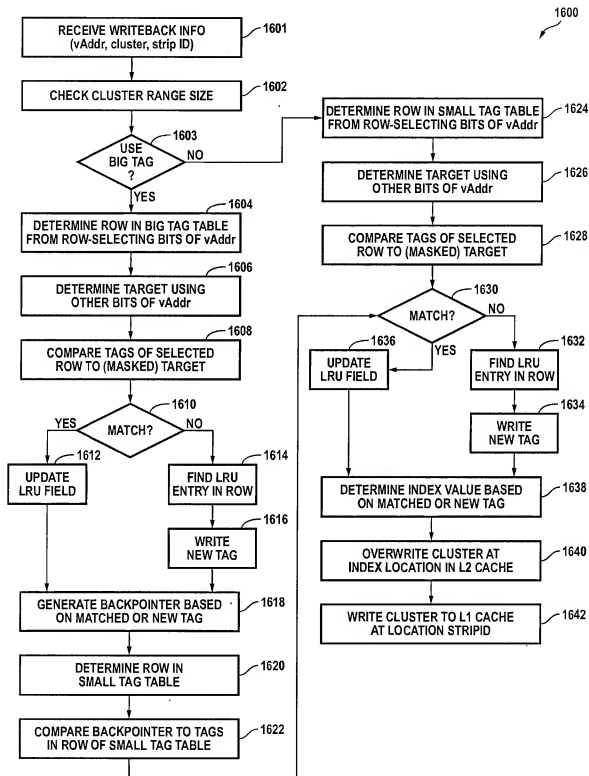 1600
RECEIVE WRITEBACK INFO
(vAddr, cluster, strip ID)
1601
CHECK CLUSTER RANGE SIZE
1602
USE
BIG TAG
?
1603
NO
YES
DETERMINE ROW IN BIG TAG TABLE
FROM ROW-SELECTING BITS OF vAddr
1604
DETERMINE TARGET USING
OTHER BITS OF vAddr
1606
COMPARE TAGS OF SELECTED
ROW TO (MASKED) TARGET
1608
MATCH?
1610
YES
NO
UPDATE
LRU FIELD
1612
FIND LRU
ENTRY IN ROW
1614
WRITE
NEW TAG
1616
GENERATE BACKPOINTER BASED
ON MATCHED OR NEW TAG
1618
DETERMINE ROW IN
SMALL TAG TABLE
1620
COMPARE BACKPOINTER TO TAGS
IN ROW OF SMALL TAG TABLE
1622
DETERMINE ROW IN SMALL TAG TABLE
FROM ROW-SELECTING BITS OF vAddr
1624
DETERMINE TARGET USING
OTHER BITS OF vAddr
1626
COMPARE TAGS OF SELECTED
ROW TO (MASKED) TARGET
1628
MATCH?
1630
NO
YES
UPDATE
LRU FIELD
1636
FIND LRU
ENTRY IN ROW
1632
WRITE
NEW TAG
1634
DETERMINE INDEX VALUE BASED
ON MATCHED OR NEW TAG
1638
OVERWRITE CLUSTER AT
INDEX LOCATION IN L2 CACHE
1640
WRITE CLUSTER TO L1 CACHE
AT LOCATION STRIPID
1642